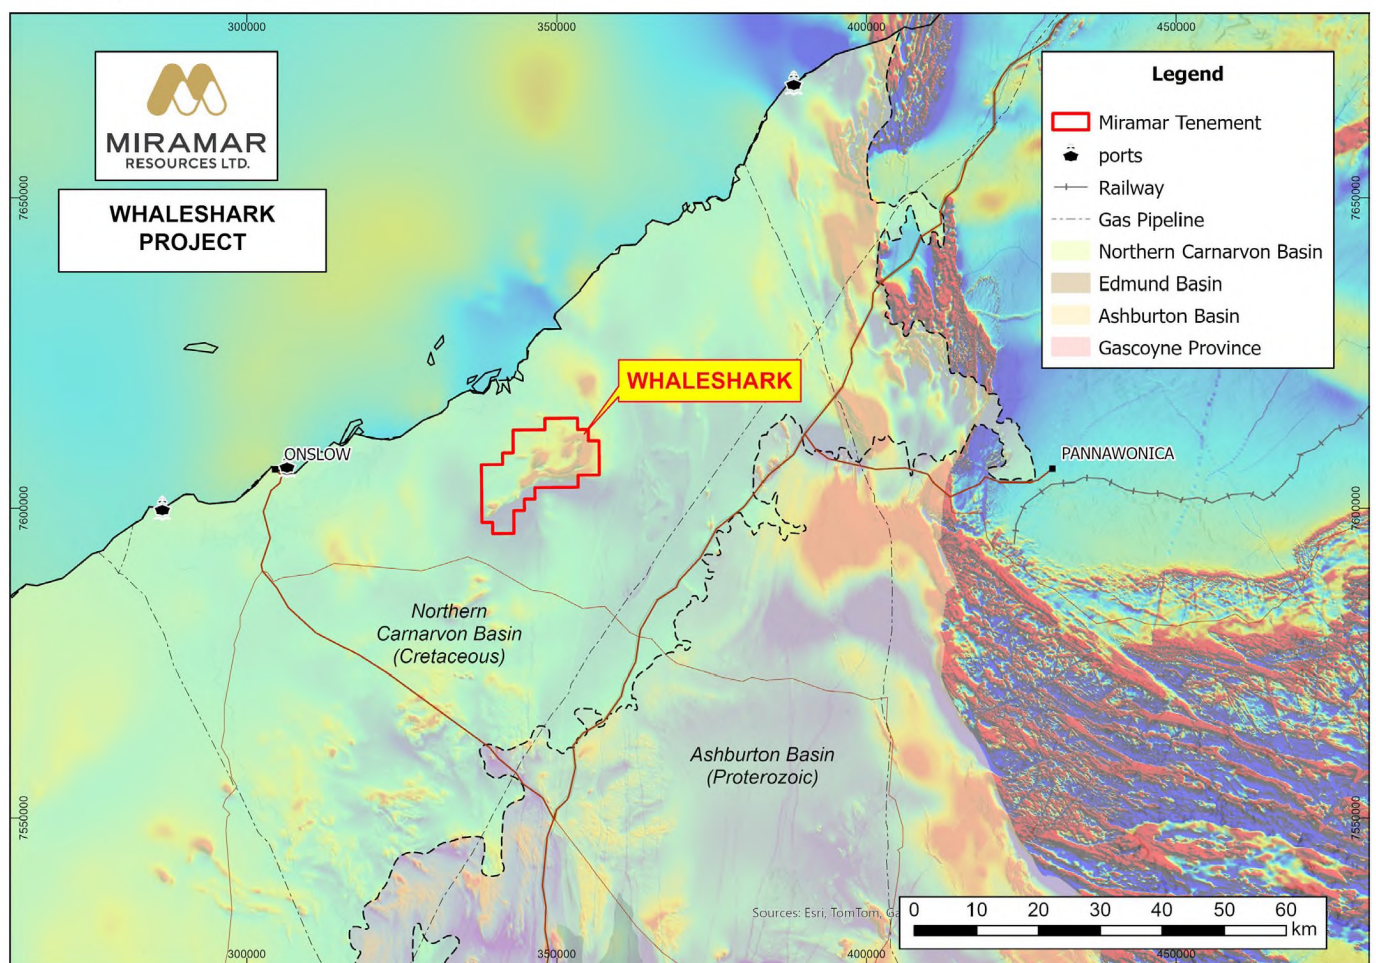 300000
350000
400000
450000
MIRAMAR
RESOURCES LTD.
WHALESHARK
PROJECT
Legend
Miramar Tenement
ports
Railway
Gas Pipeline
Northern Carnarvon Basin
Edmund Basin
Ashburton Basin
Gascoyne Province
7650000
7650000
WHALESHARK
ONSLOW
PANNAWONICA
7600000
7600000
Northern
Carnarvon Basin
(Cretaceous)
Ashburton Basin
(Proterozoic)
7550000
7550000
Sources: Esri, TomTom, Ga
0 10 20 30 40 50 60
km
300000
350000
400000
450000